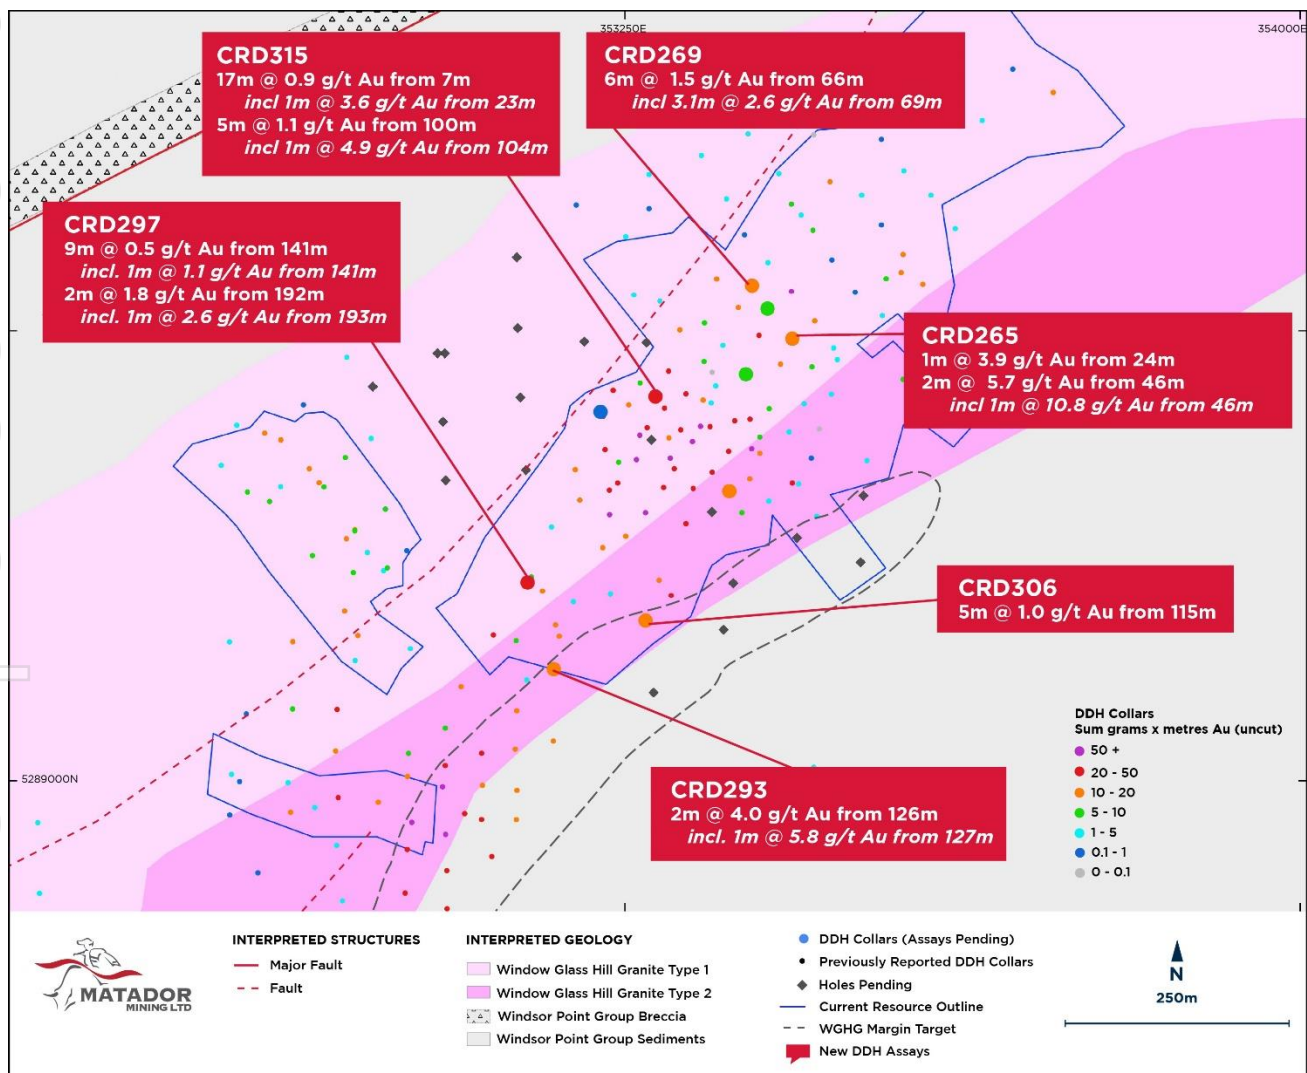 353250E
354000E
CRD315
17m @ 0.9 g/t Au from 7m
incl 1m @ 3.6 g/t Au from 23m
5m @ 1.1 g/t Au from 100m
incl 1m @ 4.9 g/t Au from 104m
CRD269
6m @ 1.5 g/t Au from 66m
incl 3.1m @ 2.6 g/t Au from 69m
CRD297
9m @ 0.5 g/t Au from 141m
incl. 1m @ 1.1 g/t Au from 141m
2m @ 1.8 g/t Au from 192m
incl. 1m @ 2.6 g/t Au from 193m
CRD265
1m @ 3.9 g/t Au from 24m
2m @ 5.7 g/t Au from 46m
incl 1m @ 10.8 g/t Au from 46m
CRD306
5m @ 1.0 g/t Au from 115m
CRD293
2m @ 4.0 g/t Au from 126m
incl. 1m @ 5.8 g/t Au from 127m
5289000N
DDH Collars
Sum grams x metres Au (uncut)
50 +
20 - 50
10 - 20
5 - 10
1 - 5
0.1 - 1
0 - 0.1
MATADOR
MINING LTD
INTERPRETED STRUCTURES
Major Fault
Fault
INTERPRETED GEOLOGY
Window Glass Hill Granite Type 1
Window Glass Hill Granite Type 2
Windsor Point Group Breccia
Windsor Point Group Sediments
DDH Collars (Assays Pending)
Previously Reported DDH Collars
Holes Pending
Current Resource Outline
WGHG Margin Target
New DDH Assays
N
250m